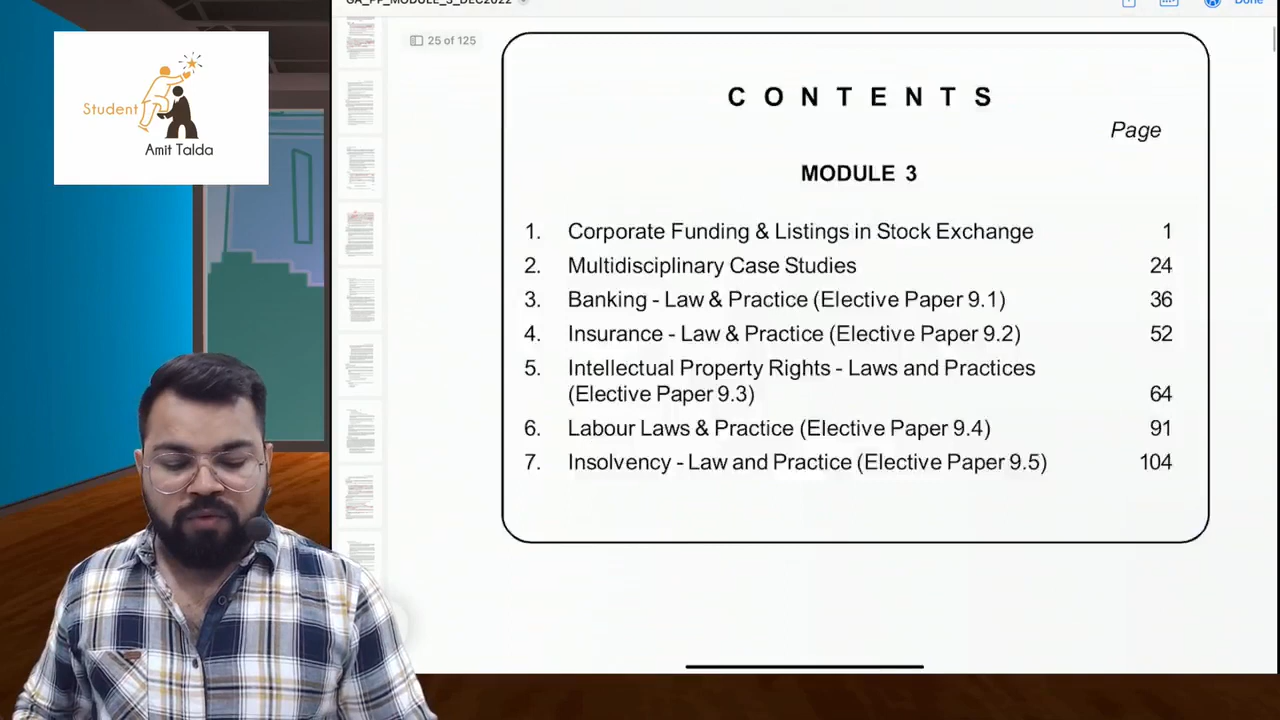 GA_PP_MODULE_3_DEC2022
Done
25 of 125
Student
Amit Talda
CONTENTS
Page
MODULE 3
1. Corporate Funding & Listings in Stock Exchange 1
2. Multidisciplinary Case Studies 24
3. Banking - Law & Practice (Elective Paper 9.1) 36
4. Insurance - Law & Practice (Elective Paper 9.2) 52
5. Intellectual Property Rights - Laws and Practices
(Elective Paper 9.3) 64
6. Labour Laws & Practice (Elective Paper 9.4) 91
7. Insolvency - Law and Practice (Elective Paper 9.5) 104